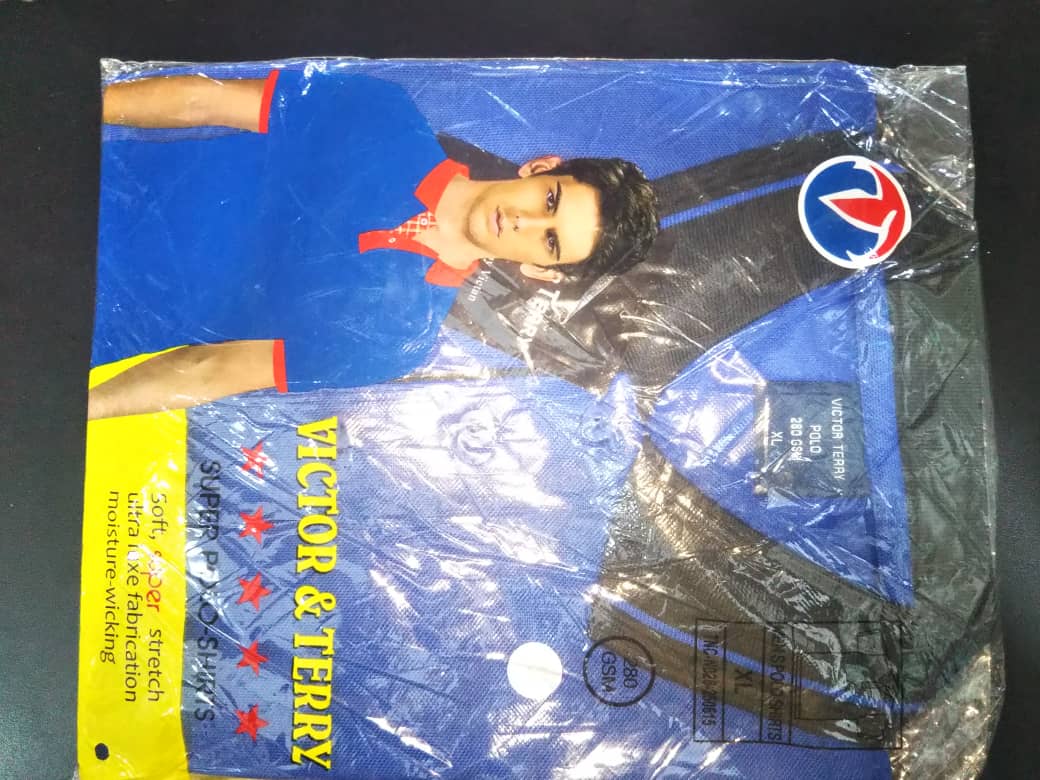 VICTOR & TERRY
SUPER POLO-SHIRTS
Soft, super stretch
ultra luxe fabrication
moisture-wicking
VICTOR TERRY
POLO
280 GSM
XL
280
GSM
XL